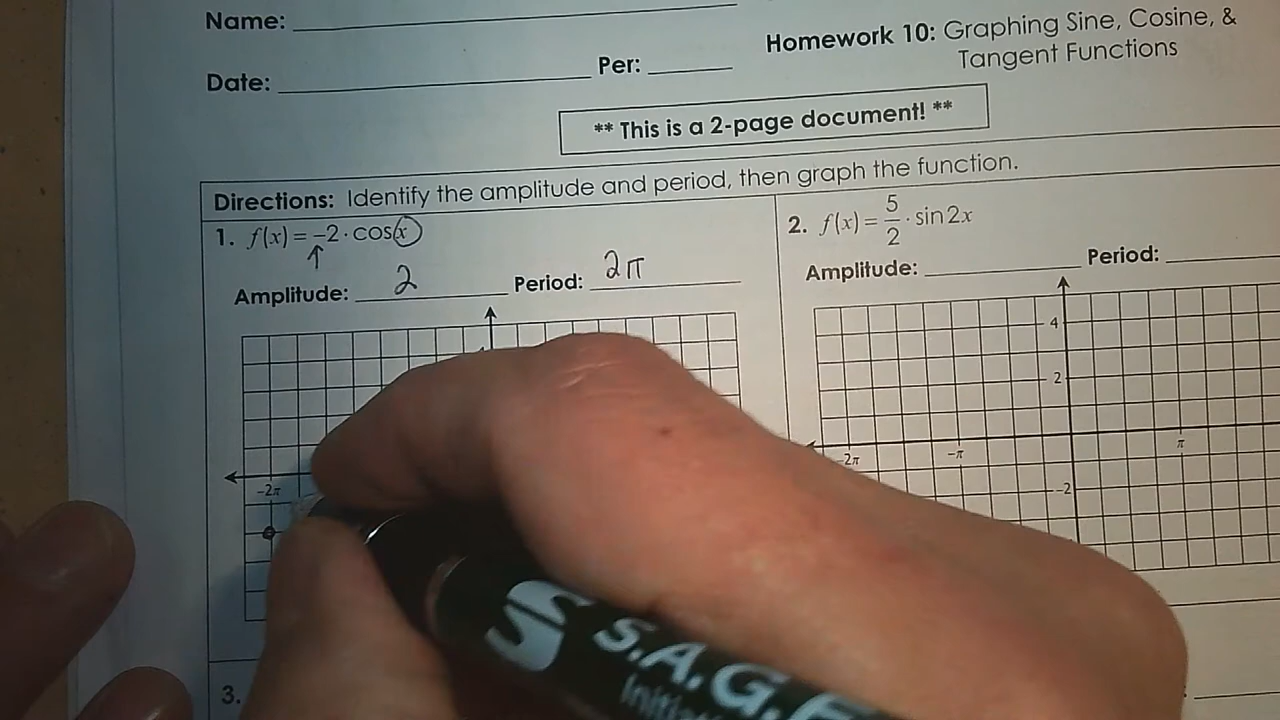 Name:
Homework 10: Graphing Sine, Cosine, &
Tangent Functions
Date: Per:
** This is a 2-page document! **
Directions: Identify the amplitude and period, then graph the function.
1. f(x) = -2 · cos x
Amplitude: 2 Period: 2π
-2π
2. f(x) = 5/2 · sin 2x
Amplitude: Period:
4
2
-2π -π π
-2
3.
S.A.G.E